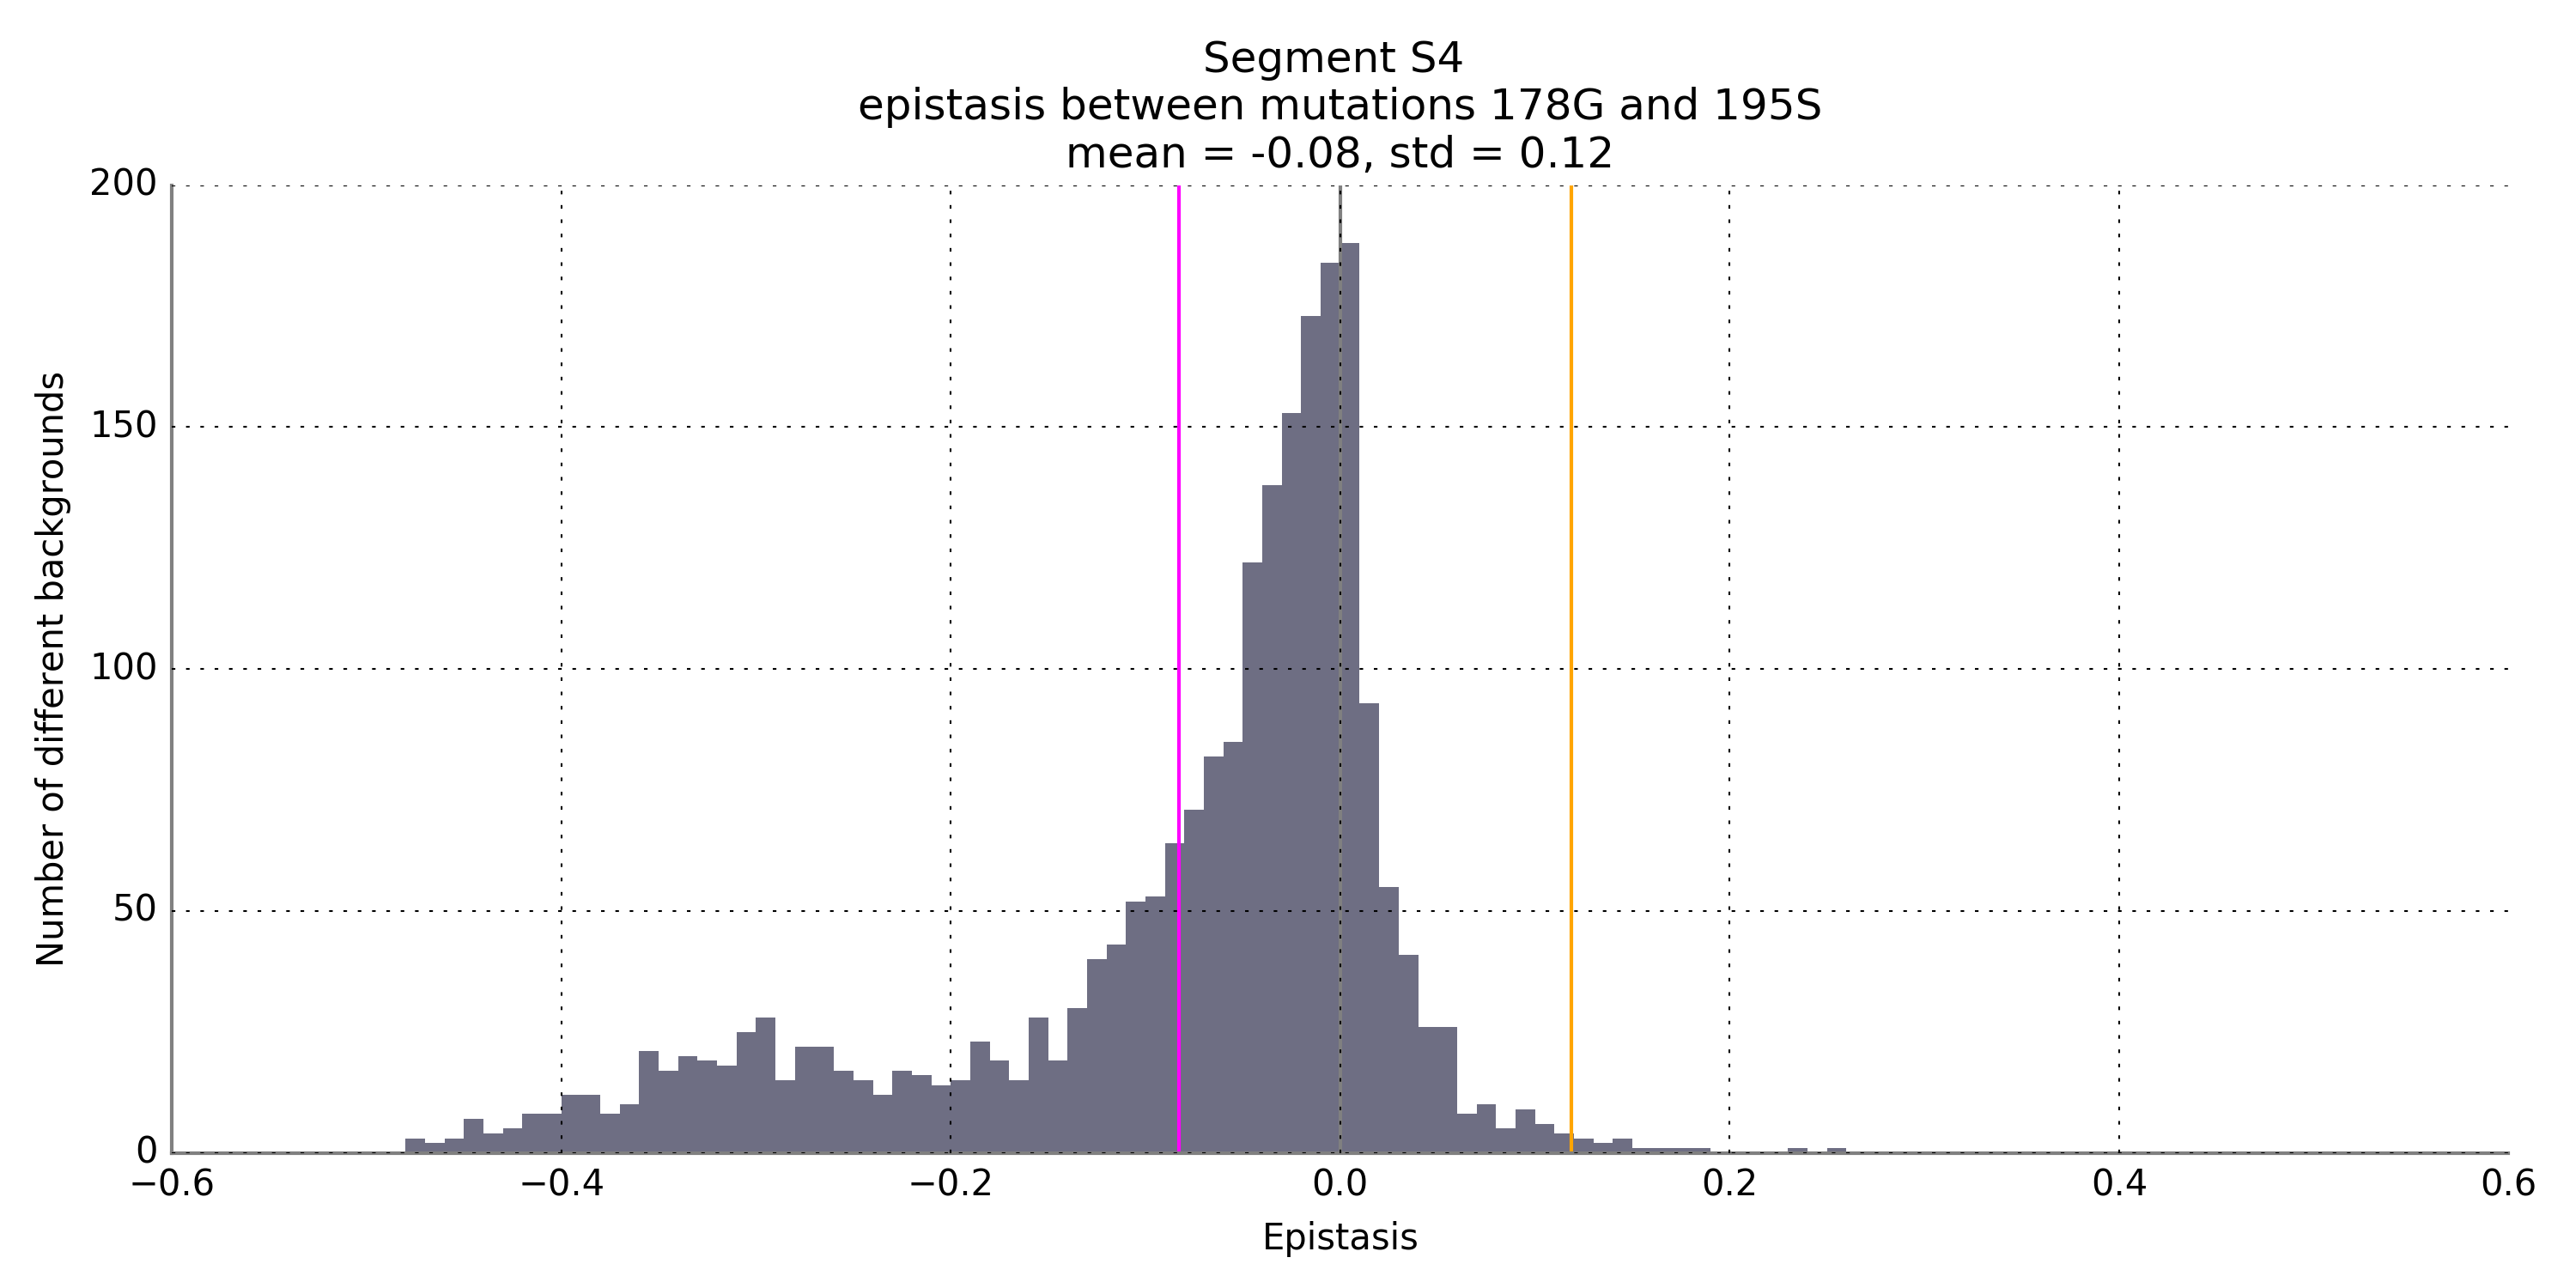 Segment S4
epistasis between mutations 178G and 195S
mean = -0.08, std = 0.12
200
150
100
50
0
Number of different backgrounds
−0.6 −0.4 −0.2 0.0 0.2 0.4 0.6
Epistasis